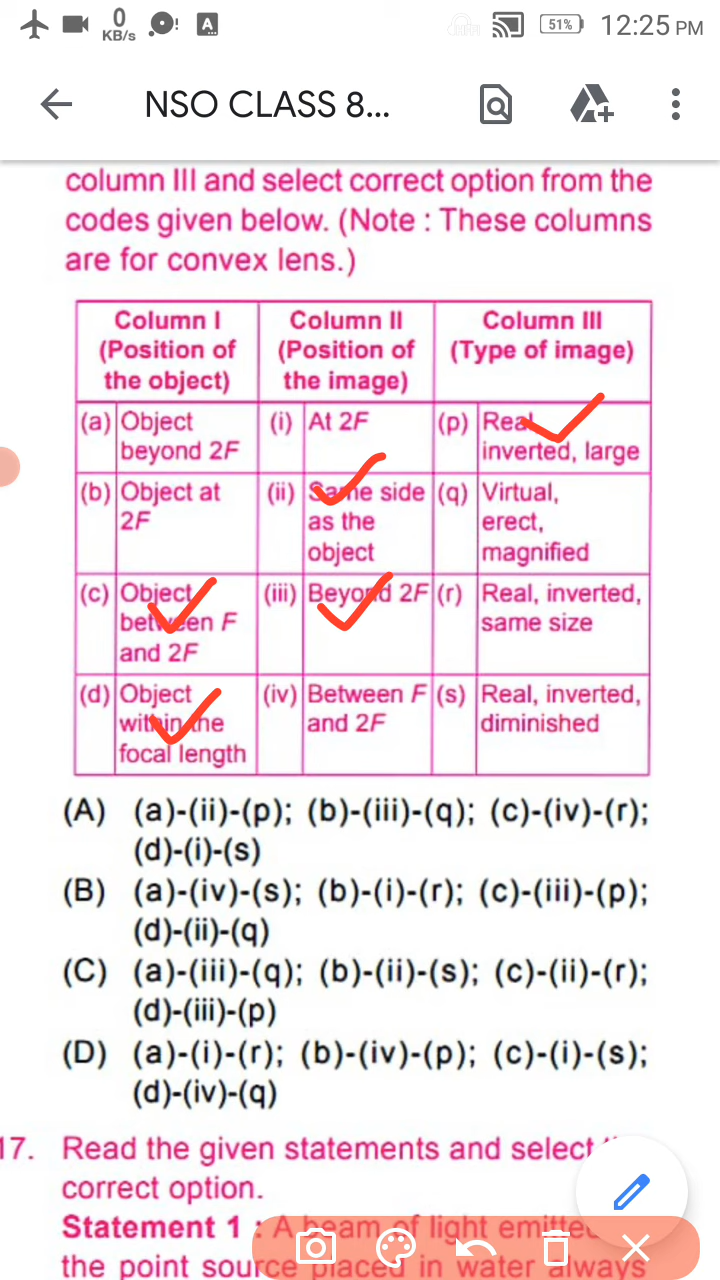 0
KB/s
A
51%
12:25 PM
NSO CLASS 8...
column III and select correct option from the
codes given below. (Note : These columns
are for convex lens.)
Column I Column II Column III
(Position of (Position of (Type of image)
the object) the image)
(a) Object (i) At 2F (p) Real,
beyond 2F inverted, large
(b) Object at (ii) Same side (q) Virtual,
2F as the erect,
object magnified
(c) Object (iii) Beyond 2F (r) Real, inverted,
between F same size
and 2F
(d) Object (iv) Between F (s) Real, inverted,
within the and 2F diminished
focal length
(A) (a)-(ii)-(p); (b)-(iii)-(q); (c)-(iv)-(r);
(d)-(i)-(s)
(B) (a)-(iv)-(s); (b)-(i)-(r); (c)-(iii)-(p);
(d)-(ii)-(q)
(C) (a)-(iii)-(q); (b)-(ii)-(s); (c)-(ii)-(r);
(d)-(iii)-(p)
(D) (a)-(i)-(r); (b)-(iv)-(p); (c)-(i)-(s);
(d)-(iv)-(q)
17. Read the given statements and select
correct option.
Statement 1 : A beam of light emitted
the point source placed in water always